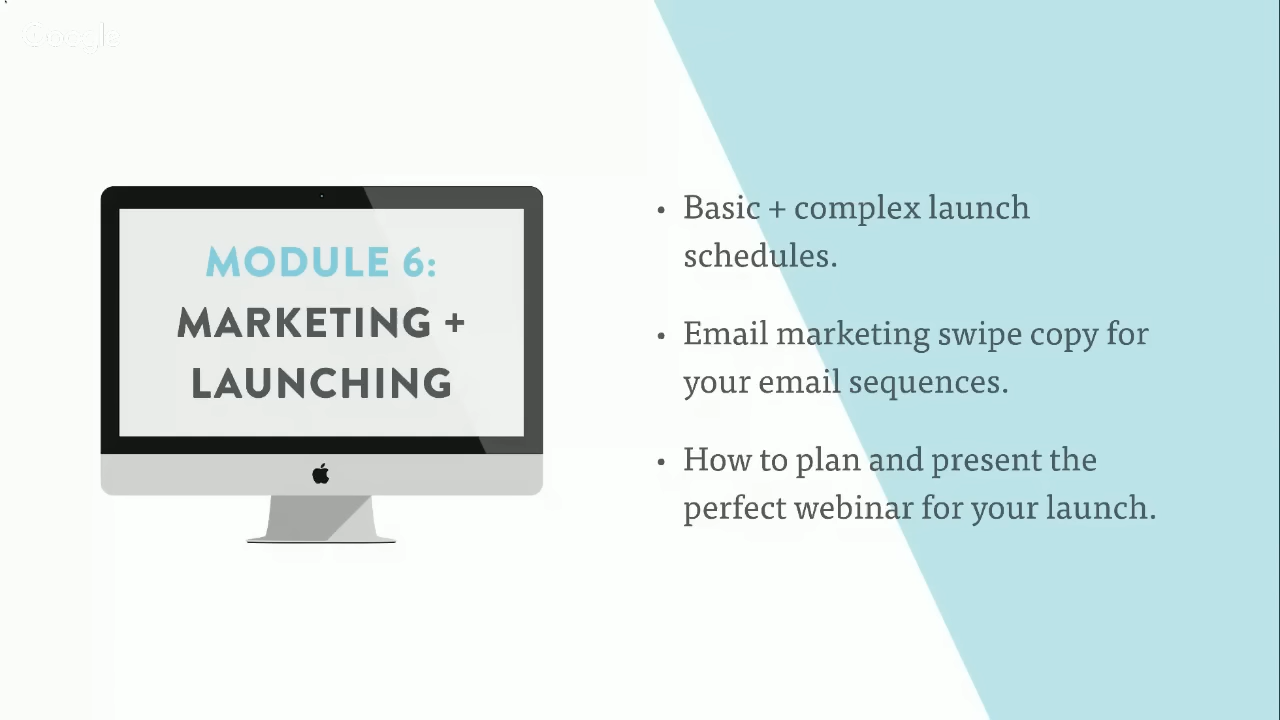 Google
MODULE 6:
MARKETING +
LAUNCHING
• Basic + complex launch
schedules.
• Email marketing swipe copy for
your email sequences.
• How to plan and present the
perfect webinar for your launch.